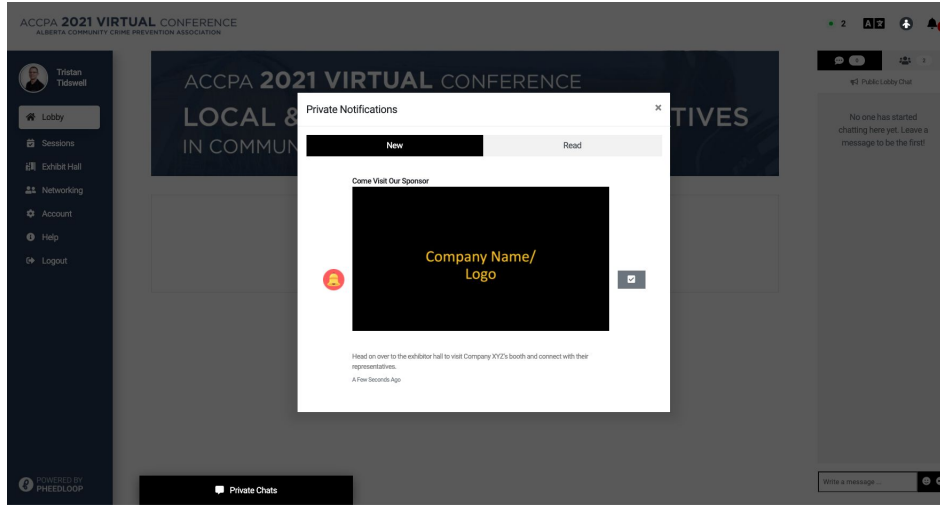 ACCPA 2021 VIRTUAL CONFERENCE
ALBERTA COMMUNITY CRIME PREVENTION ASSOCIATION
2
Tristan
Tidswell
Lobby
Sessions
Exhibit Hall
Networking
Account
Help
Logout
POWERED BY
PHEEDLOOP
ACCPA 2021 VIRTUAL CONFERENCE
LOCAL &
TIVES
IN COMMUN
Private Notifications
×
New
Read
Come Visit Our Sponsor
Company Name/
Logo
Head on over to the exhibitor hall to visit Company XYZ's booth and connect with their
representatives.
A Few Seconds Ago
Private Chats
Public Lobby Chat
No one has started
chatting here yet. Leave a
message to be the first!
Write a message ...